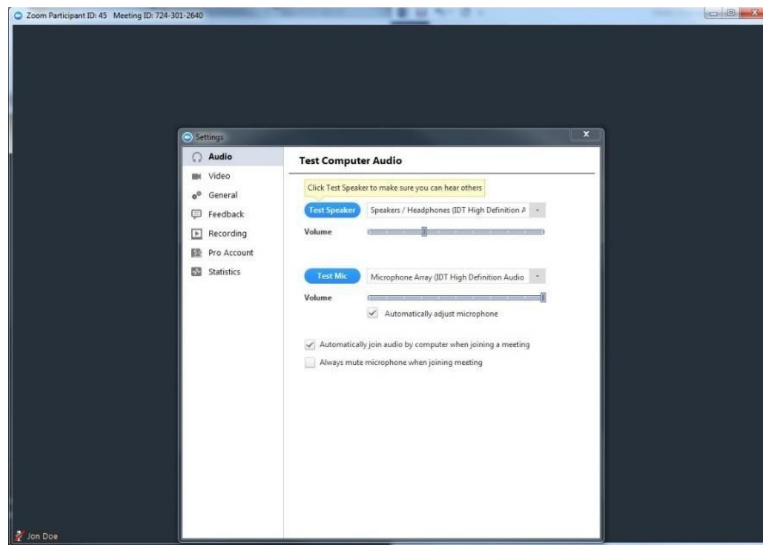 Zoom Participant ID: 45 Meeting ID: 724-301-2640
Settings
Audio
Video
General
Feedback
Recording
Pro Account
Statistics
Test Computer Audio
Click Test Speaker to make sure you can hear others
Test Speaker Speakers / Headphones (IDT High Definition A
Volume
Test Mic Microphone Array (IDT High Definition Audio
Volume
Automatically adjust microphone
Automatically join audio by computer when joining a meeting
Always mute microphone when joining meeting
Jon Doe